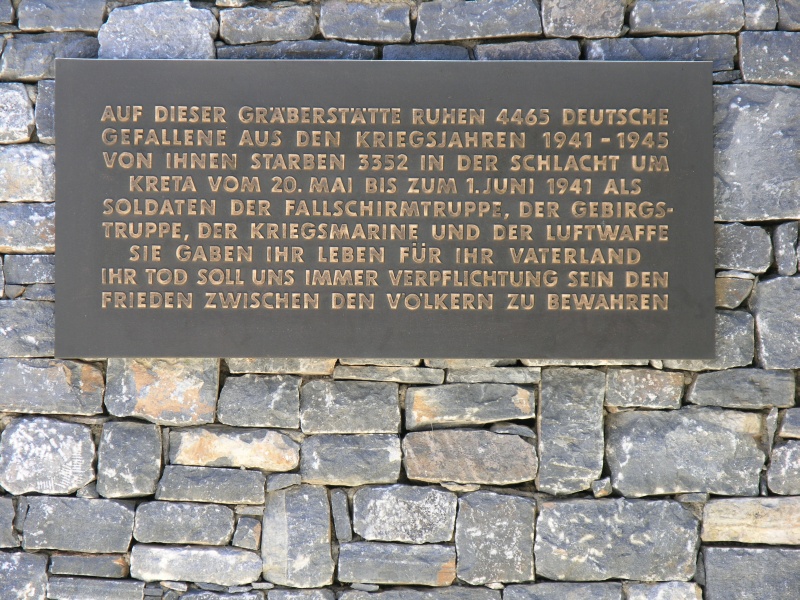 AUF DIESER GRÄBERSTÄTTE RUHEN 4465 DEUTSCHE
GEFALLENE AUS DEN KRIEGSJAHREN 1941-1945
VON IHNEN STARBEN 3352 IN DER SCHLACHT UM
KRETA VOM 20. MAI BIS ZUM 1. JUNI 1941 ALS
SOLDATEN DER FALLSCHIRMTRUPPE, DER GEBIRGS-
TRUPPE, DER KRIEGSMARINE UND DER LUFTWAFFE
SIE GABEN IHR LEBEN FÜR IHR VATERLAND
IHR TOD SOLL UNS IMMER VERPFLICHTUNG SEIN DEN
FRIEDEN ZWISCHEN DEN VÖLKERN ZU BEWAHREN